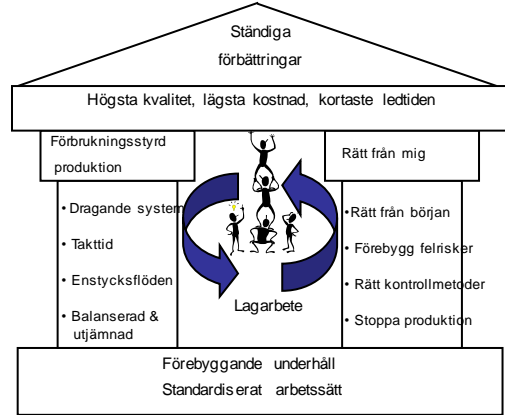 Ständiga
förbättringar
Högsta kvalitet, lägsta kostnad, kortaste ledtiden
Förbrukningsstyrd
produktion
• Dragande system
• Takttid
• Enstycksflöden
• Balanserad &
utjämnad
Lagarbete
Rätt från mig
•Rätt från början
• Förebygg felrisker
• Rätt kontrollmetoder
• Stoppa produktion
Förebyggande underhåll
Standardiserat arbetssätt